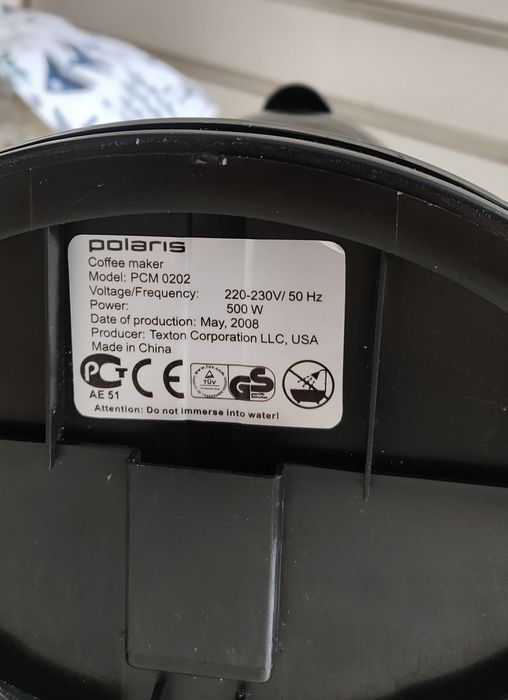 polaris
Coffee maker
Model: PCM 0202
Voltage/Frequency: 220-230V/ 50 Hz
Power: 500 W
Date of production: May, 2008
Producer: Texton Corporation LLC, USA
Made in China
РСТ CE TÜV GS
AE 51
Attention: Do not immerse into water!